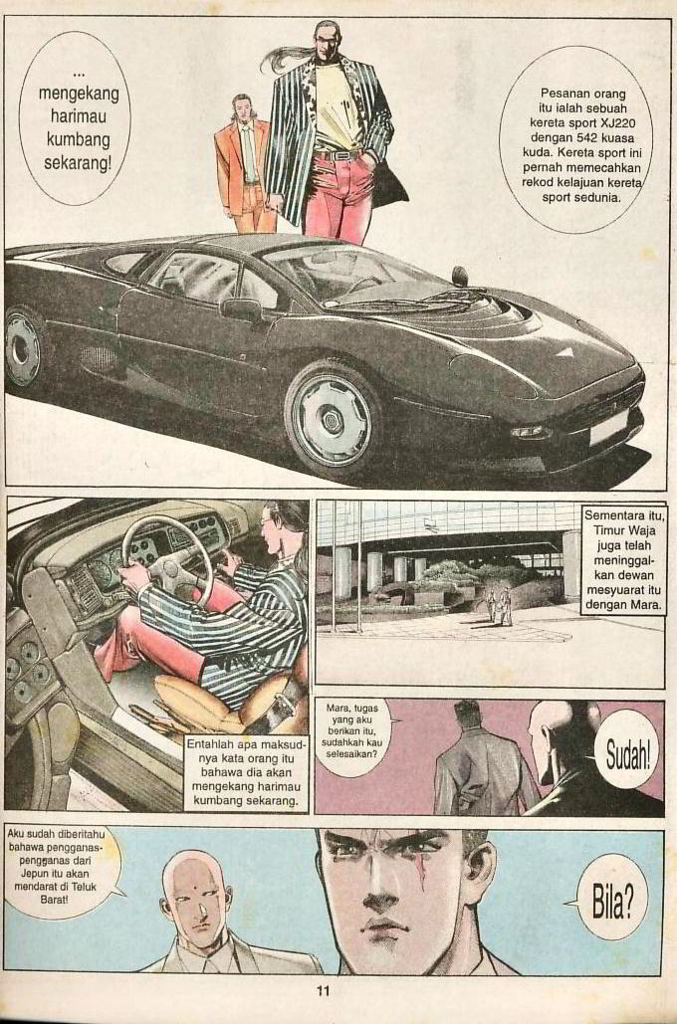 ...
mengekang
harimau
kumbang
sekarang!
Pesanan orang
itu ialah sebuah
kereta sport XJ220
dengan 542 kuasa
kuda. Kereta sport ini
pernah memecahkan
rekod kelajuan kereta
sport sedunia.
Entahlah apa maksud-
nya kata orang itu
bahawa dia akan
mengekang harimau
kumbang sekarang.
Sementara itu,
Timur Waja
juga telah
meninggal-
kan dewan
mesyuarat itu
dengan Mara.
Mara, tugas
yang aku
berikan itu,
sudahkah kau
selesaikan?
Sudah!
Aku sudah diberitahu
bahawa pengganas-
pengganas dari
Jepun itu akan
mendarat di Teluk
Barat!
Bila?
11